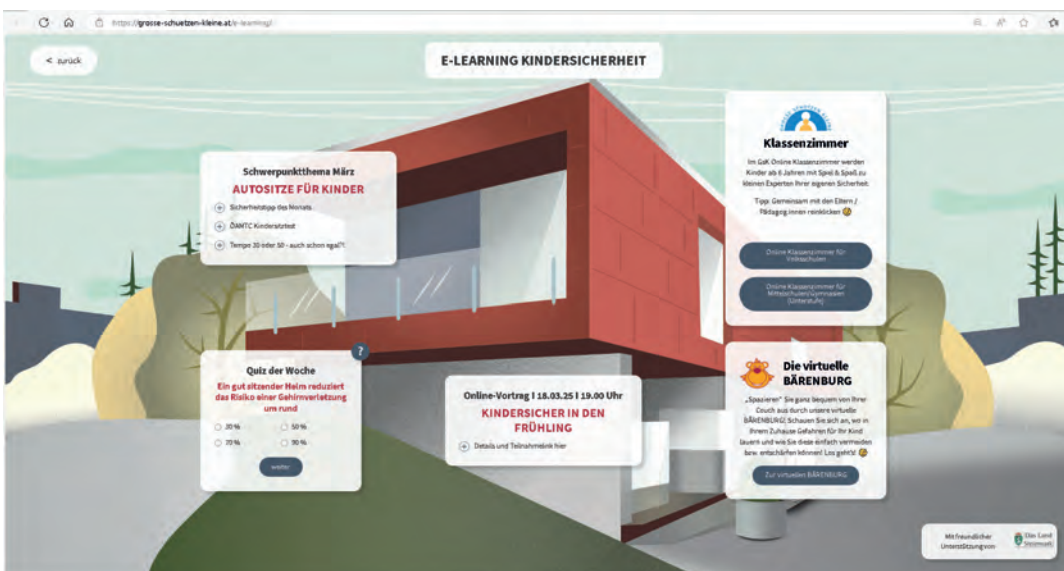 https://grosse-schuetzen-kleine.at/e-learning/
< zurück
E-LEARNING KINDERSICHERHEIT
Schwerpunktthema März
AUTOSITZE FÜR KINDER
Sicherheitstipp des Monats
ÖAMTC Kindersitztest
Tempo 30 oder 50 - auch schon egal?!
Quiz der Woche
?
Ein gut sitzender Helm reduziert
das Risiko einer Gehirnverletzung
um rund
50 %
70 %
90 %
weiter
Online-Vortrag I 18.03.25 I 19.00 Uhr
KINDERSICHER IN DEN
FRÜHLING
Details und Teilnahmelink hier
GROSSE SCHÜTZEN KLEINE
Klassenzimmer
Im GsK Online Klassenzimmer werden
Kinder ab 6 Jahren mit Spiel & Spaß zu
kleinen Experten ihrer eigenen Sicherheit.
Tipp: Gemeinsam mit den Eltern /
Pädagog:innen reinklicken
Online Klassenzimmer für
Volksschulen
Online Klassenzimmer für
Mittelschulen/Gymnasien
(Unterstufe)
Die virtuelle
BÄRENBURG
„Spazieren" Sie ganz bequem von Ihrer
Couch aus durch unsere virtuelle
BÄRENBURG! Schauen Sie sich an, wo in
Ihrem Zuhause Gefahren für Ihr Kind
lauern und wie Sie diese einfach vermeiden
bzw. entschärfen können! Los geht's!
Zur virtuellen BÄRENBURG
Mit freundlicher
Unterstützung von
Das Land
Steiermark